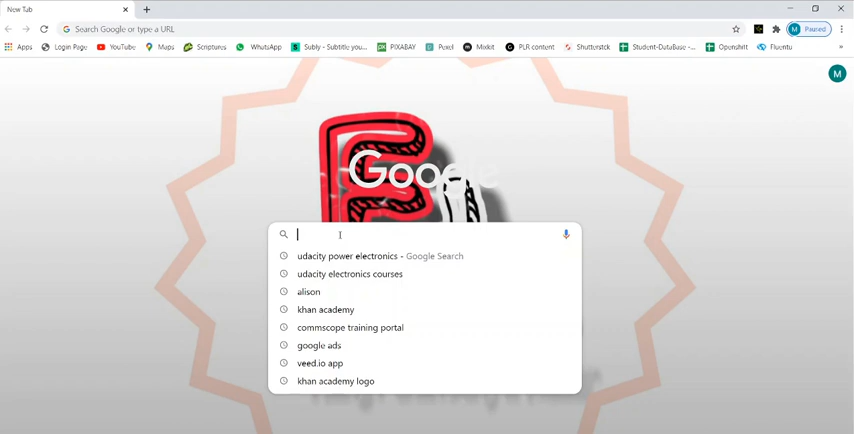 New Tab
Search Google or type a URL
Paused
Apps Login Page YouTube Maps Scriptures WhatsApp Subly - Subtitle you... PIXABAY Pexel Mixkit PLR content Shutterstck Student-DataBase -... Openshift Fluentu »
M
Google
udacity power electronics - Google Search
udacity electronics courses
alison
khan academy
commscope training portal
google ads
veed.io app
khan academy logo